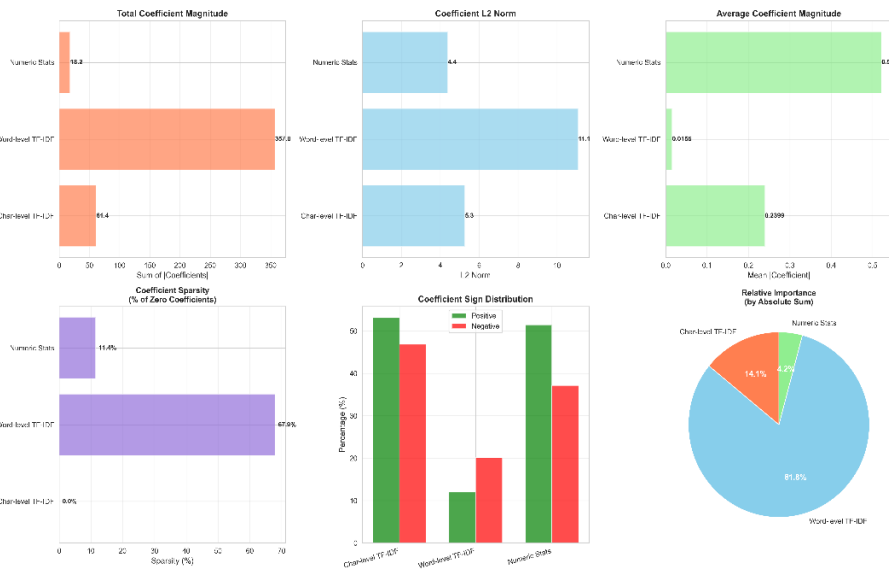 Total Coefficient Magnitude
Numeric Stats
Word-level TF-IDF
Char-level TF-IDF
18.3
357.8
61.4
0 50 100 150 200 250 300 350
Sum of |Coefficients|
Coefficient L2 Norm
Numeric Stats
Word-level TF-IDF
Char-level TF-IDF
4.4
11.1
5.3
0 2 4 6 8 10
L2 Norm
Average Coefficient Magnitude
Numeric Stats
Word-level TF-IDF
Char-level TF-IDF
0.2399
0.0 0.1 0.2 0.3 0.4 0.5
Mean |Coefficient|
Coefficient Sparsity
(% of Zero Coefficients)
Numeric Stats
Word-level TF-IDF
Char-level TF-IDF
11.4%
67.9%
0.0%
0 10 20 30 40 50 60 70
Sparsity (%)
Coefficient Sign Distribution
Positive
Negative
Percentage (%)
50
40
30
20
10
0
Char-level TF-IDF
Word-level TF-IDF
Numeric Stats
Relative Importance
(by Absolute Sum)
Numeric Stats
Char-level TF-IDF
4.2%
14.1%
81.8%
Word-level TF-IDF